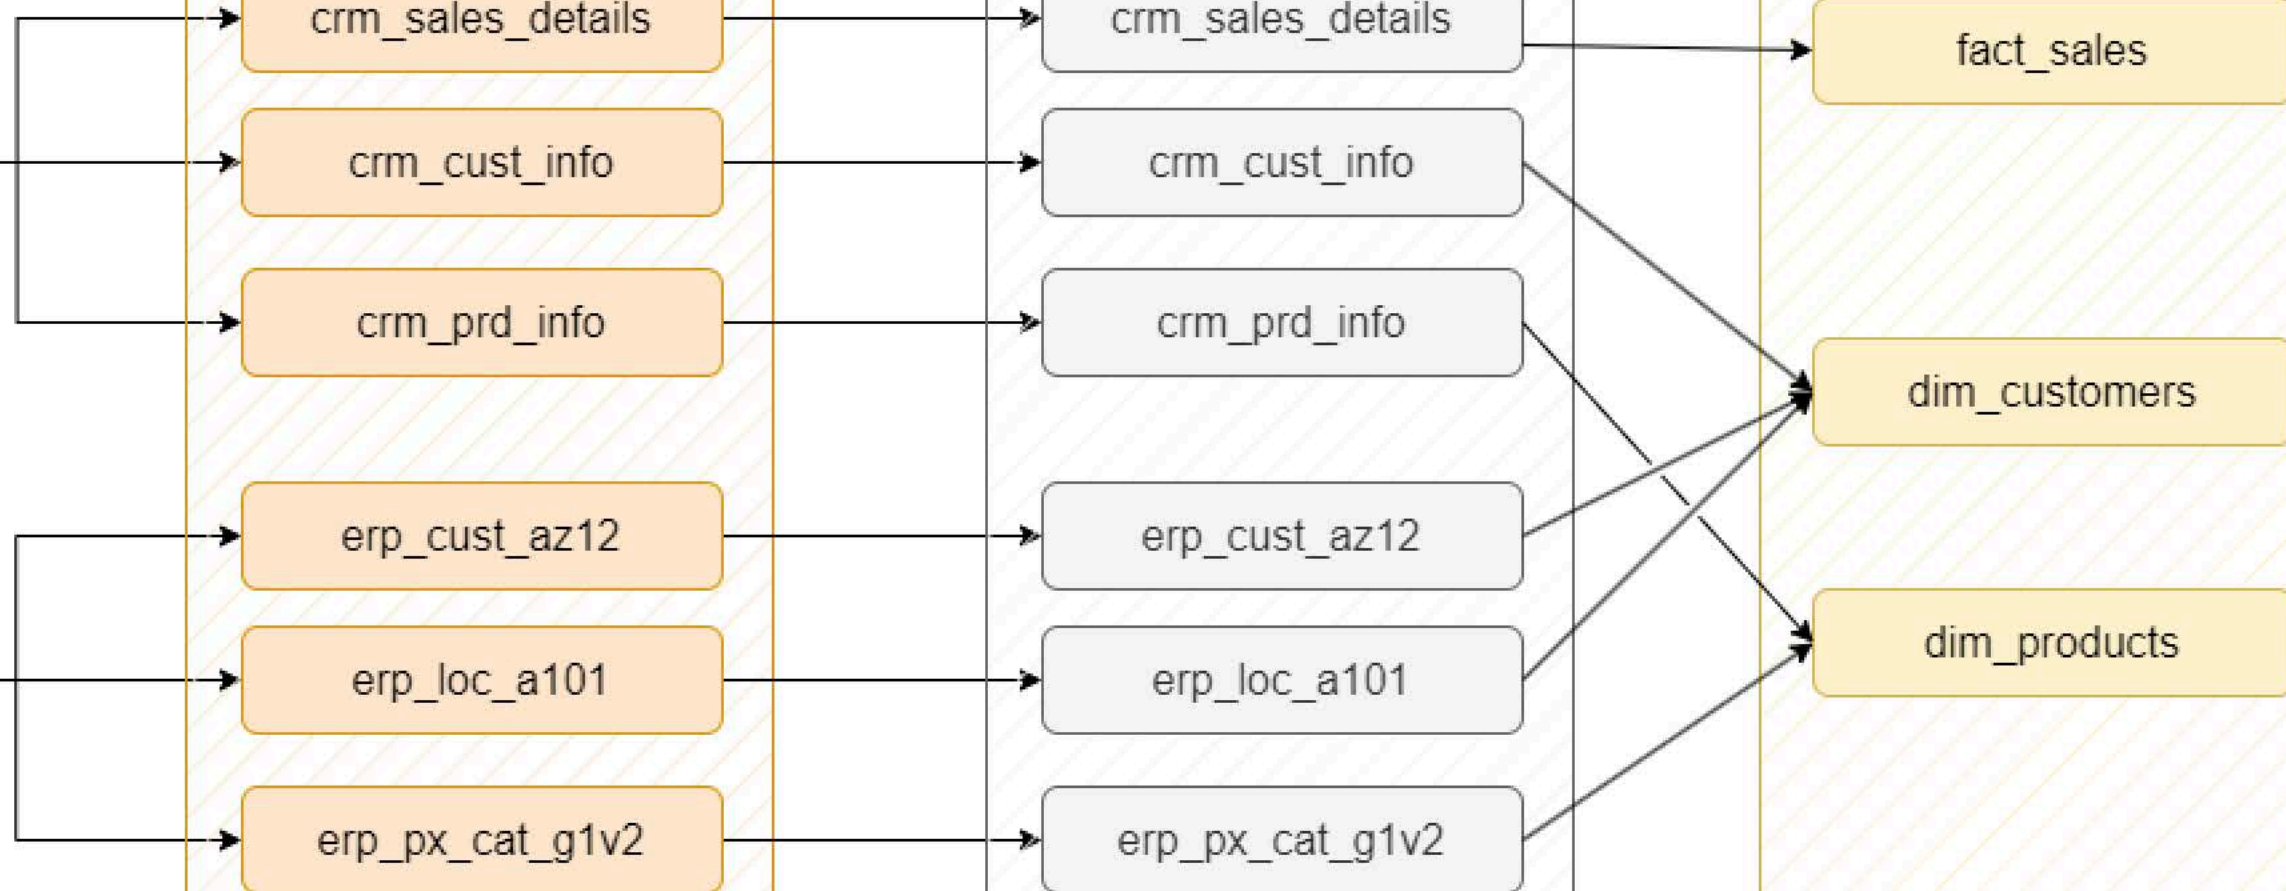 crm_sales_details
crm_sales_details
fact_sales
crm_cust_info
crm_cust_info
crm_prd_info
crm_prd_info
dim_customers
erp_cust_az12
erp_cust_az12
dim_products
erp_loc_a101
erp_loc_a101
erp_px_cat_g1v2
erp_px_cat_g1v2